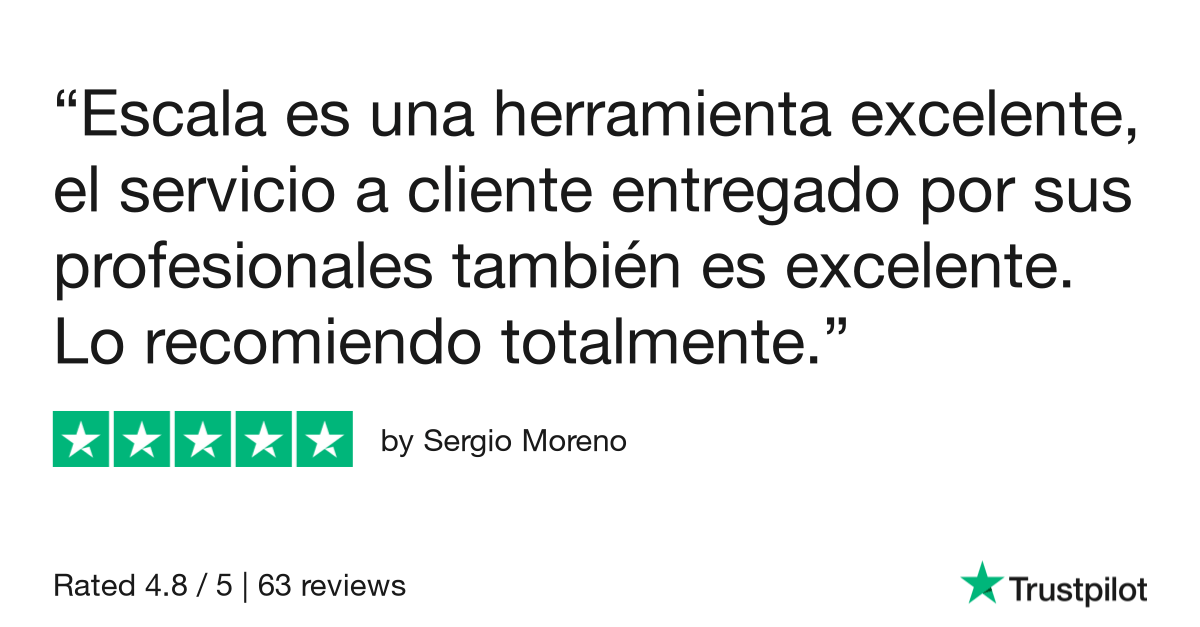 “Escala es una herramienta excelente,
el servicio a cliente entregado por sus
profesionales también es excelente.
Lo recomiendo totalmente.”
by Sergio Moreno
Rated 4.8 / 5 | 63 reviews
Trustpilot